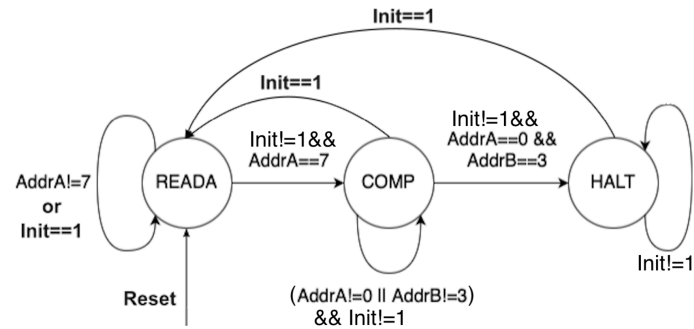 Init==1
Init==1
Init!=1&&
AddrA==7
Init!=1&&
AddrA==0 &&
AddrB==3
AddrA!=7
or
Init==1
READA
COMP
HALT
Init!=1
Reset
(AddrA!=0 || AddrB!=3)
&& Init!=1